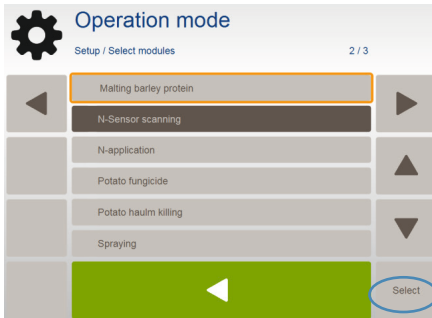 Operation mode
Setup / Select modules 2 / 3
Malting barley protein
N-Sensor scanning
N-application
Potato fungicide
Potato haulm killing
Spraying
Select